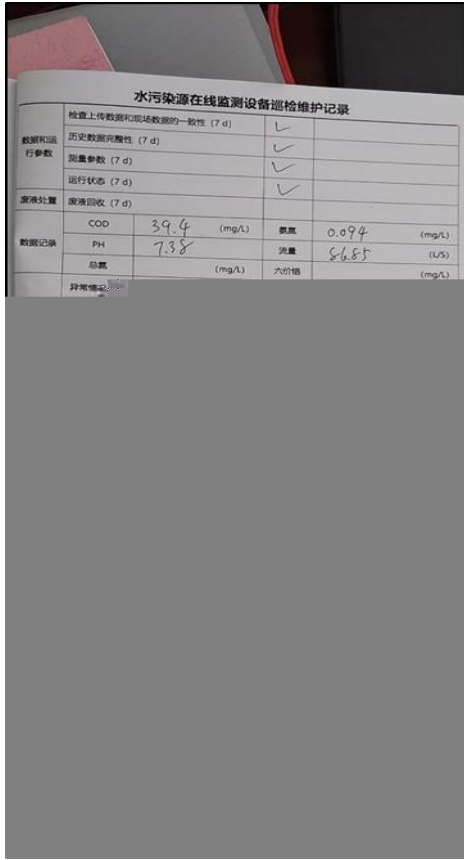 水污染源在线监测设备巡检维护记录
数据和运行参数 检查上传数据和现场数据的一致性（7 d） ✓
历史数据完整性（7 d） ✓
测量参数（7 d） ✓
运行状态（7 d） ✓
废液处置 废液回收（7 d）
数据记录 COD 39.4 （mg/L） 氨氮 0.094 （mg/L）
PH 7.38 流量 86.85 （L/S）
总氮 （mg/L） 六价铬 （mg/L）
异常情况